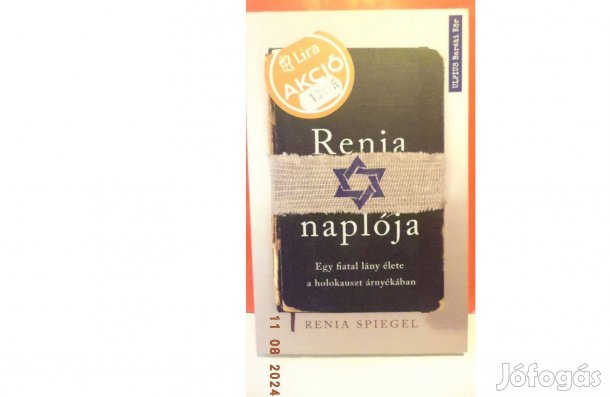 ULPIUS Baráti Kör
Líra
AKCIÓ
Renia
naplója
Egy fiatal lány élete
a holokauszt árnyékában
RENIA SPIEGEL
11 08 2024
Jófogás